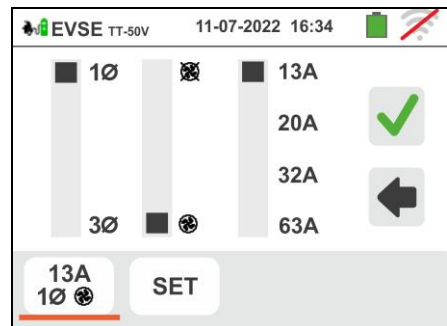 EVSE TT-50V 11-07-2022 16:34
1Ø 13A
20A
32A
3Ø 63A
13A
1Ø
SET